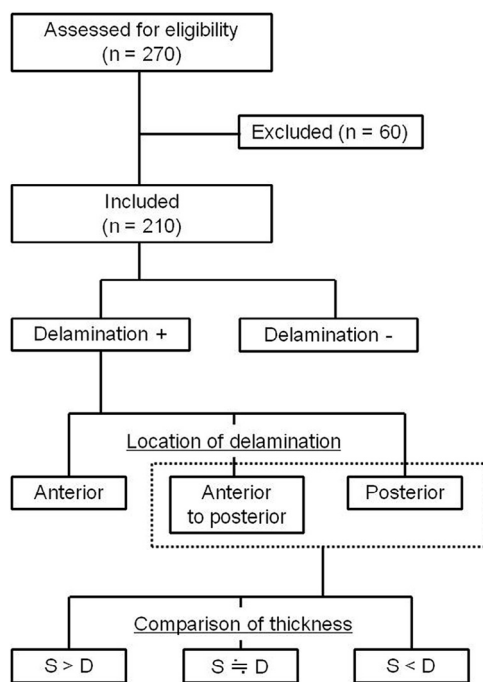 Assessed for eligibility
(n = 270)
Excluded (n = 60)
Included
(n = 210)
Delamination +
Delamination -
Location of delamination
Anterior
Anterior
to posterior
Posterior
Comparison of thickness
S > D
S ≒ D
S < D